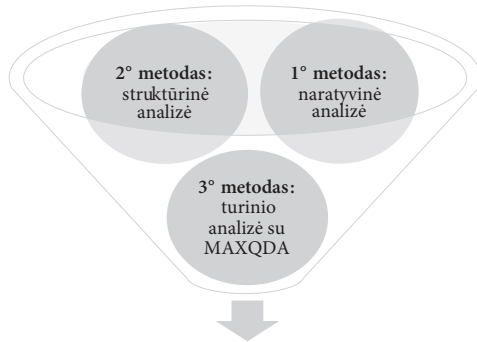 2° metodas:
struktūrinė
analizė
1° metodas:
naratyvinė
analizė
3° metodas:
turinio
analizė su
MAXQDA